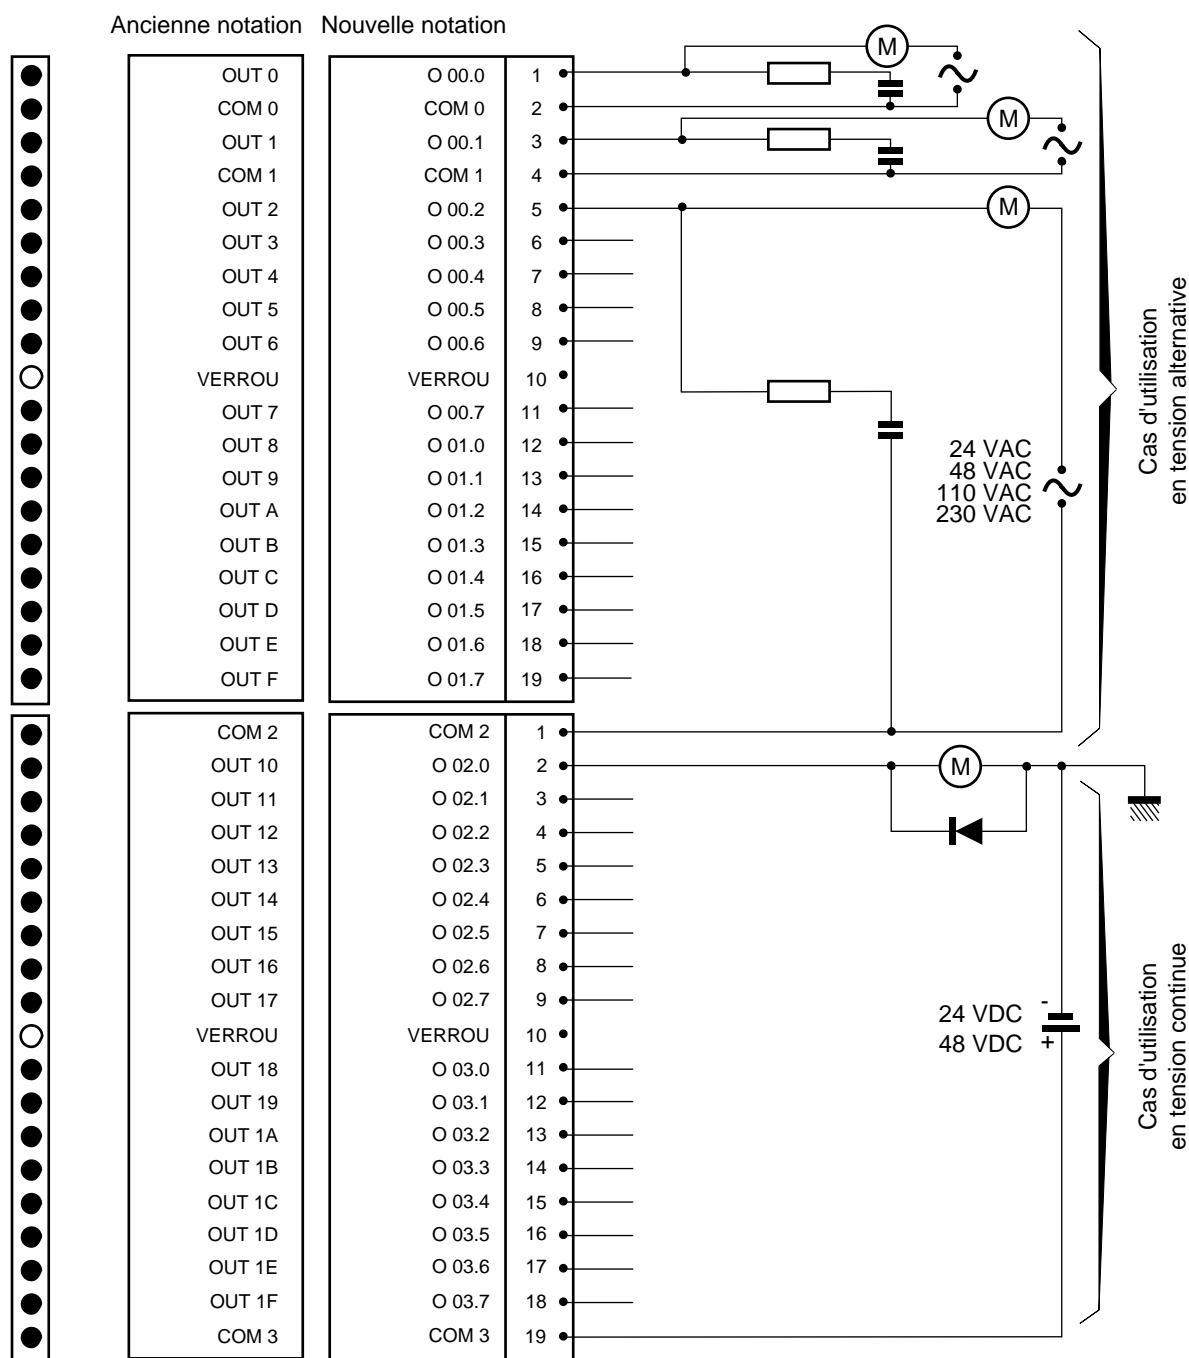 Ancienne notation Nouvelle notation
OUT 0 O 00.0 1 M
COM 0 COM 0 2
OUT 1 O 00.1 3 M
COM 1 COM 1 4
OUT 2 O 00.2 5 M
OUT 3 O 00.3 6
OUT 4 O 00.4 7
OUT 5 O 00.5 8
OUT 6 O 00.6 9
VERROU VERROU 10
OUT 7 O 00.7 11
OUT 8 O 01.0 12
24 VAC
OUT 9 O 01.1 13
48 VAC
110 VAC
OUT A O 01.2 14
230 VAC
OUT B O 01.3 15
OUT C O 01.4 16
OUT D O 01.5 17
OUT E O 01.6 18
OUT F O 01.7 19
Cas d'utilisation
en tension alternative
COM 2 COM 2 1
OUT 10 O 02.0 2 M
OUT 11 O 02.1 3
OUT 12 O 02.2 4
OUT 13 O 02.3 5
OUT 14 O 02.4 6
OUT 15 O 02.5 7
OUT 16 O 02.6 8
OUT 17 O 02.7 9
-
24 VDC
VERROU VERROU 10
48 VDC +
OUT 18 O 03.0 11
OUT 19 O 03.1 12
OUT 1A O 03.2 13
OUT 1B O 03.3 14
OUT 1C O 03.4 15
OUT 1D O 03.5 16
OUT 1E O 03.6 17
OUT 1F O 03.7 18
COM 3 COM 3 19
Cas d'utilisation
en tension continue